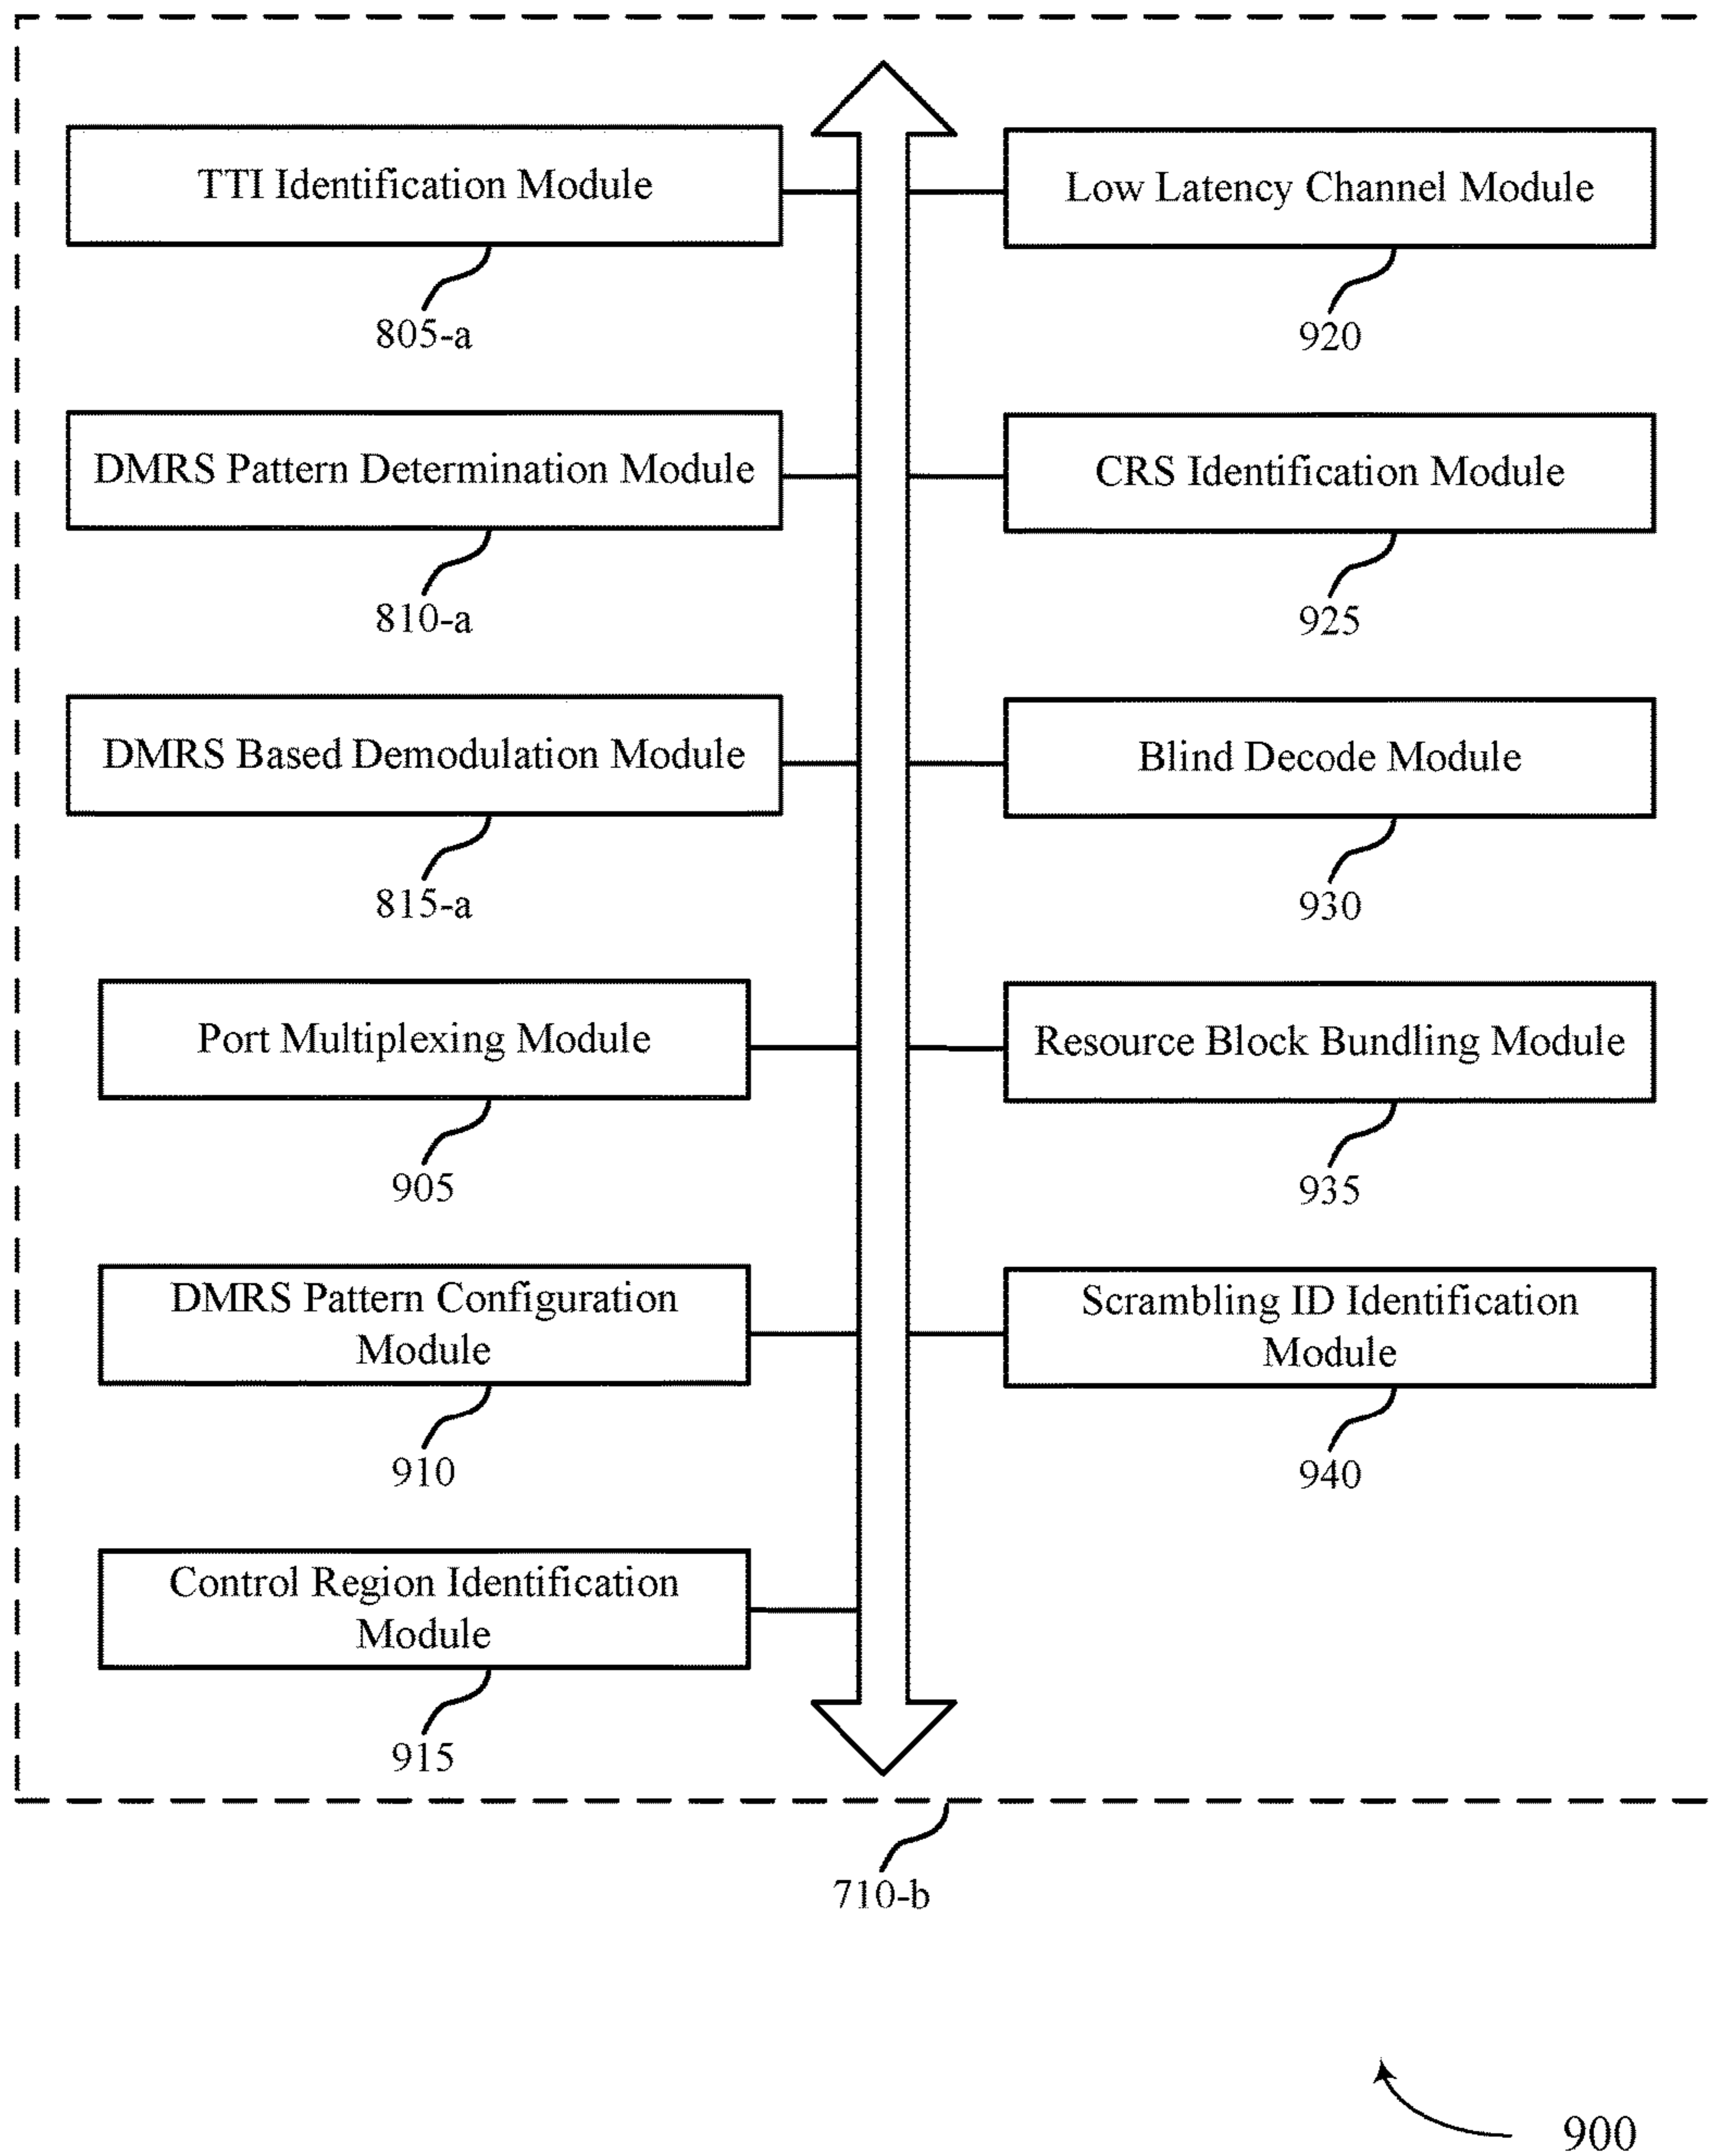 TTI Identification Module
805-a
DMRS Pattern Determination Module
810-a
DMRS Based Demodulation Module
815-a
Port Multiplexing Module
905
DMRS Pattern Configuration
Module
910
Control Region Identification
Module
915
Low Latency Channel Module
920
CRS Identification Module
925
Blind Decode Module
930
Resource Block Bundling Module
935
Scrambling ID Identification
Module
940
710-b
900